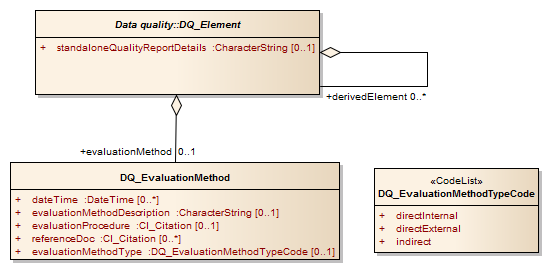 Data quality::DQ_Element
+ standaloneQualityReportDetails :CharacterString [0..1]
+derivedElement 0..*
+evaluationMethod 0..1
DQ_EvaluationMethod
+ dateTime :DateTime [0..*]
+ evaluationMethodDescription :CharacterString [0..1]
+ evaluationProcedure :CI_Citation [0..1]
+ referenceDoc :CI_Citation [0..*]
+ evaluationMethodType :DQ_EvaluationMethodTypeCode [0..1]
«CodeList»
DQ_EvaluationMethodTypeCode
+ directInternal
+ directExternal
+ indirect